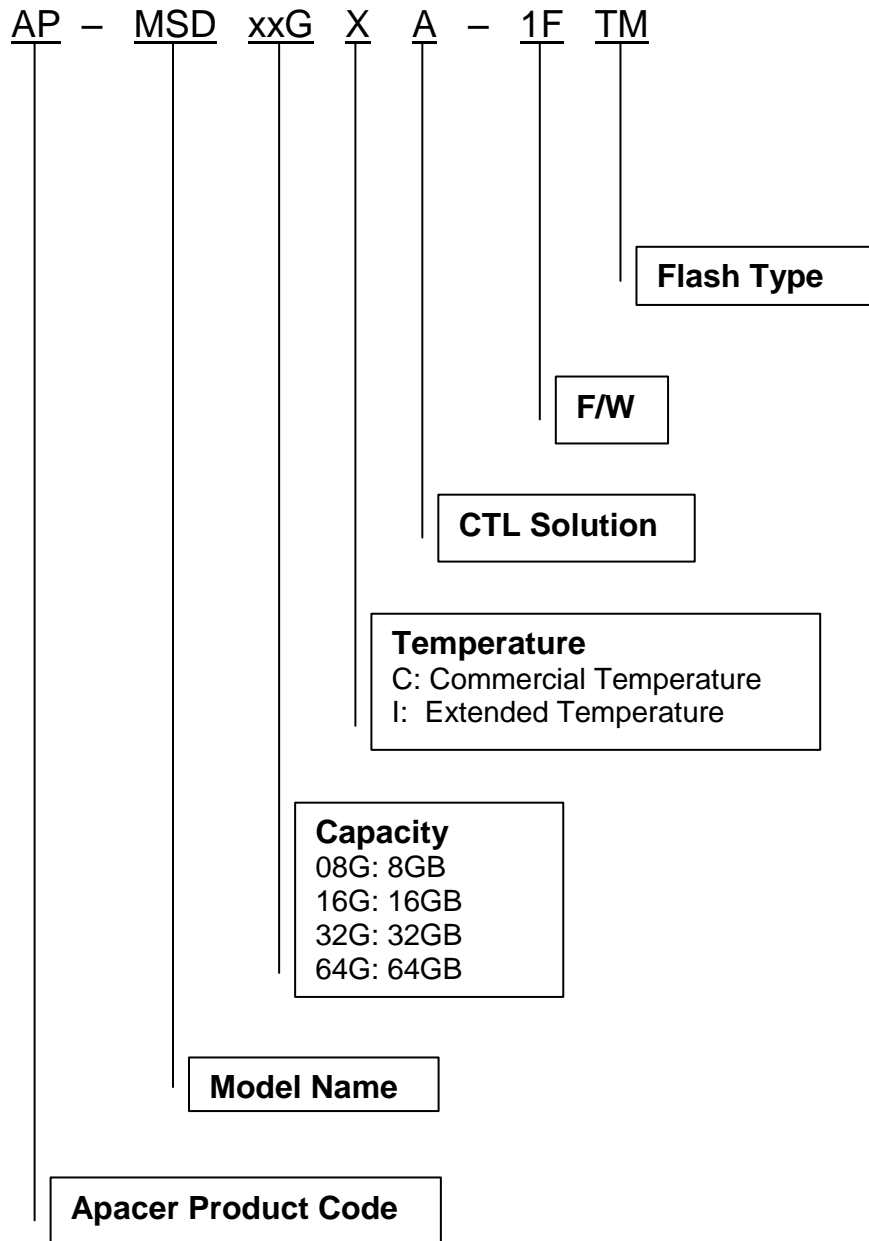 AP – MSD xxG X A – 1F TM
Flash Type
F/W
CTL Solution
Temperature
C: Commercial Temperature
I: Extended Temperature
Capacity
08G: 8GB
16G: 16GB
32G: 32GB
64G: 64GB
Model Name
Apacer Product Code